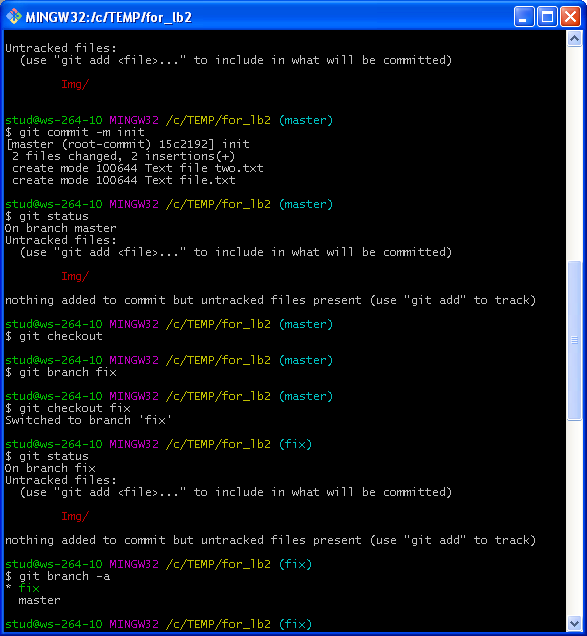 MINGW32:/c/TEMP/for_lb2
Untracked files:
  (use "git add <file>..." to include in what will be committed)
        Img/
stud@ws-264-10 MINGW32 /c/TEMP/for_lb2 (master)
$ git commit -m init
[master (root-commit) 15c2192] init
 2 files changed, 2 insertions(+)
 create mode 100644 Text file two.txt
 create mode 100644 Text file.txt
stud@ws-264-10 MINGW32 /c/TEMP/for_lb2 (master)
$ git status
On branch master
Untracked files:
  (use "git add <file>..." to include in what will be committed)
        Img/
nothing added to commit but untracked files present (use "git add" to track)
stud@ws-264-10 MINGW32 /c/TEMP/for_lb2 (master)
$ git checkout
stud@ws-264-10 MINGW32 /c/TEMP/for_lb2 (master)
$ git branch fix
stud@ws-264-10 MINGW32 /c/TEMP/for_lb2 (master)
$ git checkout fix
Switched to branch 'fix'
stud@ws-264-10 MINGW32 /c/TEMP/for_lb2 (fix)
$ git status
On branch fix
Untracked files:
  (use "git add <file>..." to include in what will be committed)
        Img/
nothing added to commit but untracked files present (use "git add" to track)
stud@ws-264-10 MINGW32 /c/TEMP/for_lb2 (fix)
$ git branch -a
* fix
  master
stud@ws-264-10 MINGW32 /c/TEMP/for_lb2 (fix)